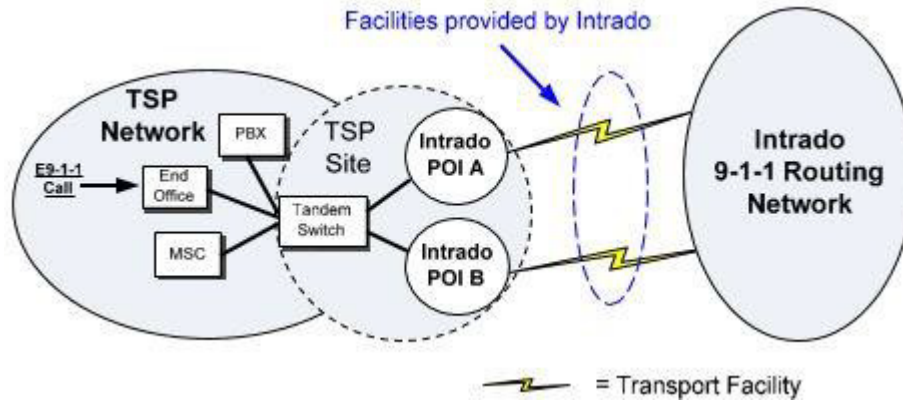 Facilities provided by Intrado
TSP
Network
PBX
TSP
Site
E9-1-1
Call
End
Office
MSC
Tandem
Switch
Intrado
POI A
Intrado
POI B
Intrado
9-1-1 Routing
Network
= Transport Facility